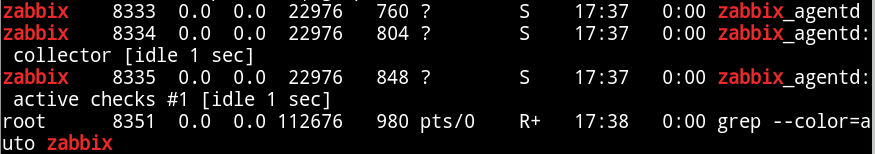 zabbix    8333  0.0  0.0  22976   760 ?        S    17:37   0:00 zabbix_agentd
zabbix    8334  0.0  0.0  22976   804 ?        S    17:37   0:00 zabbix_agentd:
 collector [idle 1 sec]
zabbix    8335  0.0  0.0  22976   848 ?        S    17:37   0:00 zabbix_agentd:
 active checks #1 [idle 1 sec]
root      8351  0.0  0.0 112676   980 pts/0    R+   17:38   0:00 grep --color=a
uto zabbix